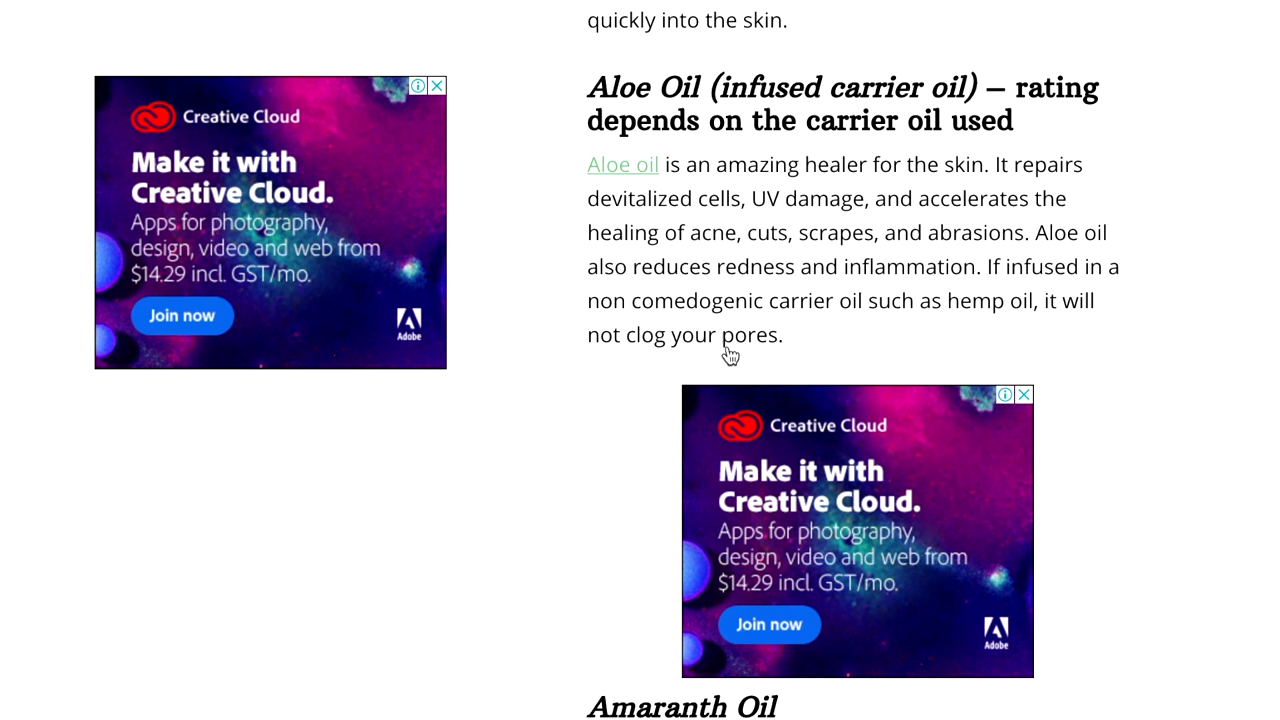 quickly into the skin.
Creative Cloud
Make it with
Creative Cloud.
Apps for photography,
design, video and web from
$14.29 incl. GST/mo.
Join now
Adobe
Aloe Oil (infused carrier oil) – rating
depends on the carrier oil used
Aloe oil is an amazing healer for the skin. It repairs
devitalized cells, UV damage, and accelerates the
healing of acne, cuts, scrapes, and abrasions. Aloe oil
also reduces redness and inflammation. If infused in a
non comedogenic carrier oil such as hemp oil, it will
not clog your pores.
Creative Cloud
Make it with
Creative Cloud.
Apps for photography,
design, video and web from
$14.29 incl. GST/mo.
Join now
Adobe
Amaranth Oil